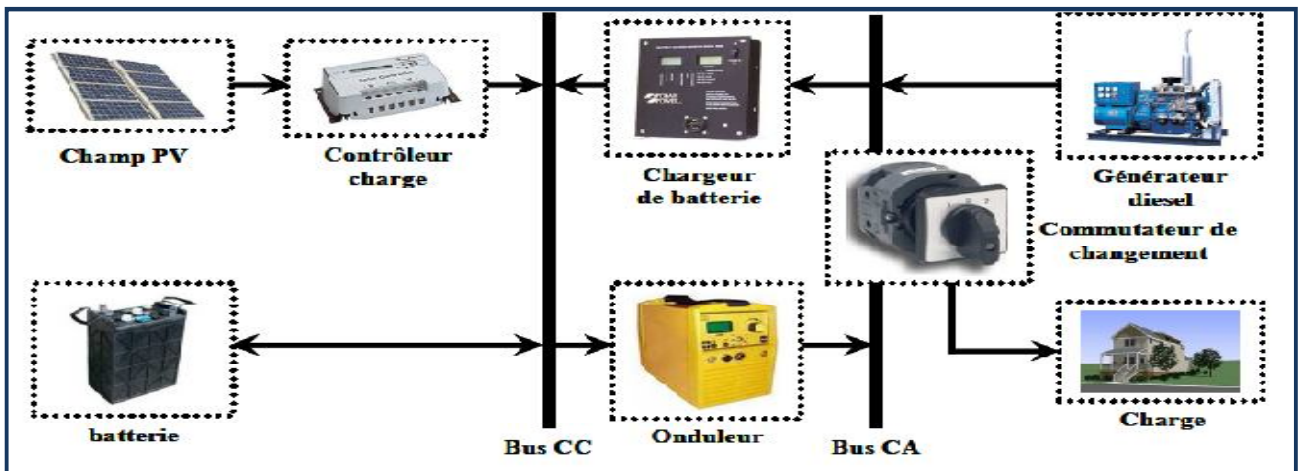 Champ PV
Contrôleur
charge
Chargeur
de batterie
Générateur
diesel
Commutateur de
changement
batterie
Bus CC
Onduleur
Bus CA
Charge